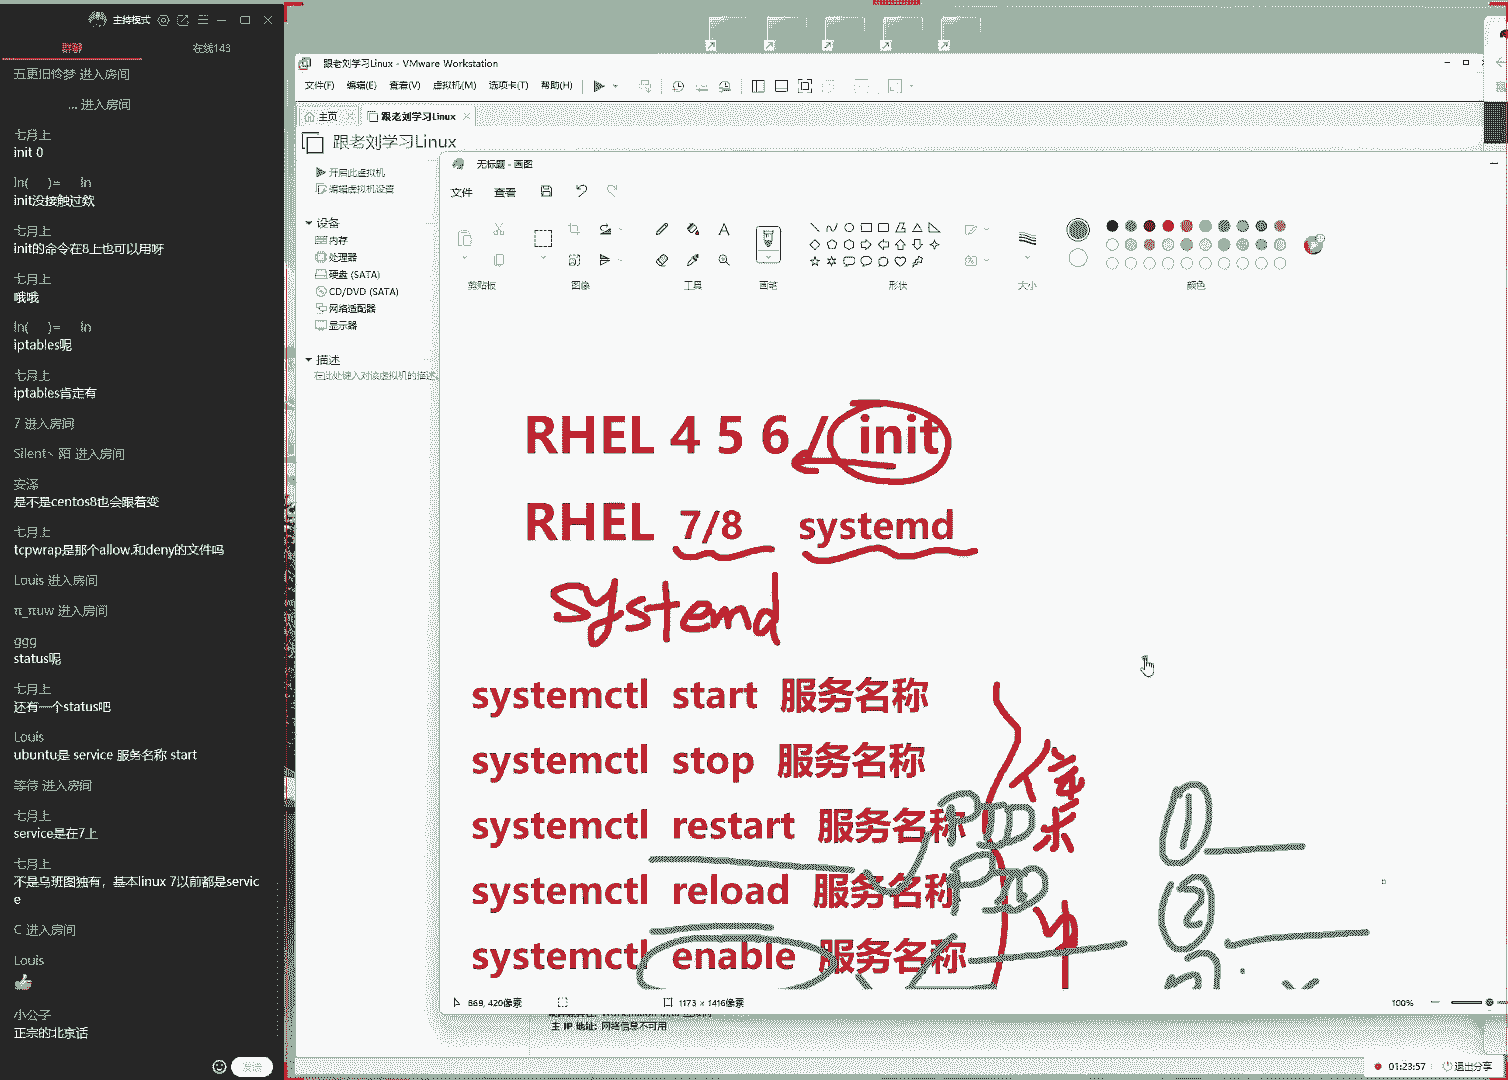 主持模式
群聊
在线143
五更旧伶梦 进入房间
... 进入房间
七月上
init 0
ln( )= ln
init没接触过欸
七月上
init的命令在8上也可以用呀
七月上
哦哦
ln( )= ln
iptables呢
七月上
iptables肯定有
7 进入房间
Silent丶陌 进入房间
安泽
是不是centos8也会跟着变
七月上
tcpwrap是那个allow.和deny的文件吗
Louis 进入房间
π_πuw 进入房间
ggg
status呢
七月上
还有一个status吧
Louis
ubuntu是 service 服务名称 start
等待 进入房间
七月上
service是在7上
七月上
不是乌班图独有，基本linux 7以前都是servic
e
C 进入房间
Louis
小公子
正宗的北京话
发送
跟老刘学习Linux - VMware Workstation
文件(F) 编辑(E) 查看(V) 虚拟机(M) 选项卡(T) 帮助(H)
主页
跟老刘学习Linux
跟老刘学习Linux
开启此虚拟机
编辑虚拟机设置
设备
内存
处理器
硬盘 (SATA)
CD/DVD (SATA)
网络适配器
显示器
描述
在此处键入对该虚拟机的描述。
无标题 - 画图
文件 查看
剪贴板 图像 工具 画笔 形状 大小 颜色
RHEL 4 5 6 / init
RHEL 7/8 systemd
systemd
systemctl start 服务名称
systemctl stop 服务名称
systemctl restart 服务名称
systemctl reload 服务名称
systemctl enable 服务名称
PID
PID
①
②
869, 420像素
1173 × 1416像素
100%
主 IP 地址: 网络信息不可用
01:23:57
退出分享